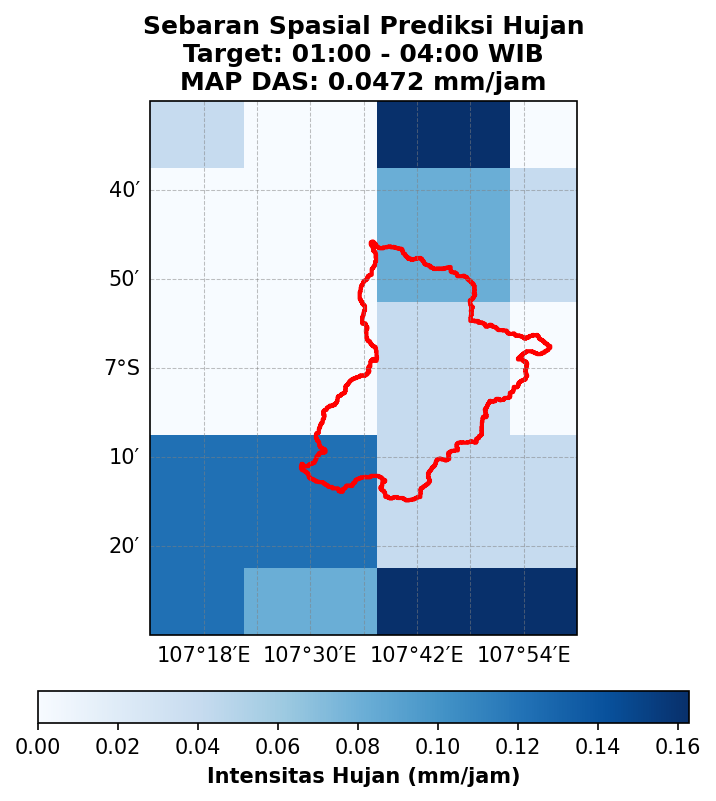 Sebaran Spasial Prediksi Hujan
Target: 01:00 - 04:00 WIB
MAP DAS: 0.0472 mm/jam
40′
50′
7°S
10′
20′
107°18′E 107°30′E 107°42′E 107°54′E
0.00 0.02 0.04 0.06 0.08 0.10 0.12 0.14 0.16
Intensitas Hujan (mm/jam)